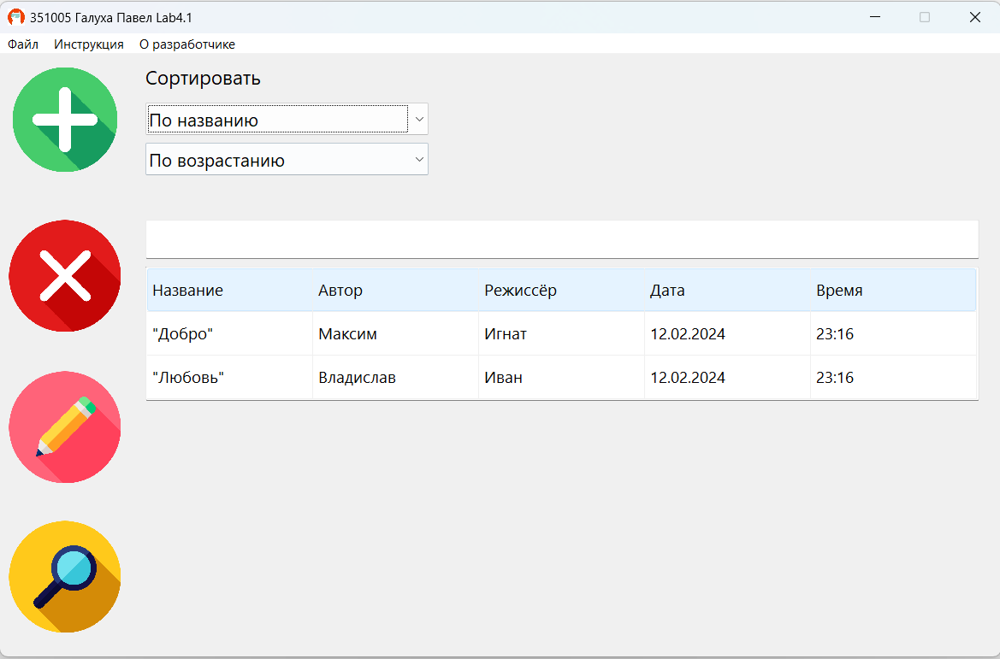 351005 Галуха Павел Lab4.1
Файл Инструкция О разработчике
Сортировать
По названию
По возрастанию
Название Автор Режиссёр Дата Время
"Добро" Максим Игнат 12.02.2024 23:16
"Любовь" Владислав Иван 12.02.2024 23:16